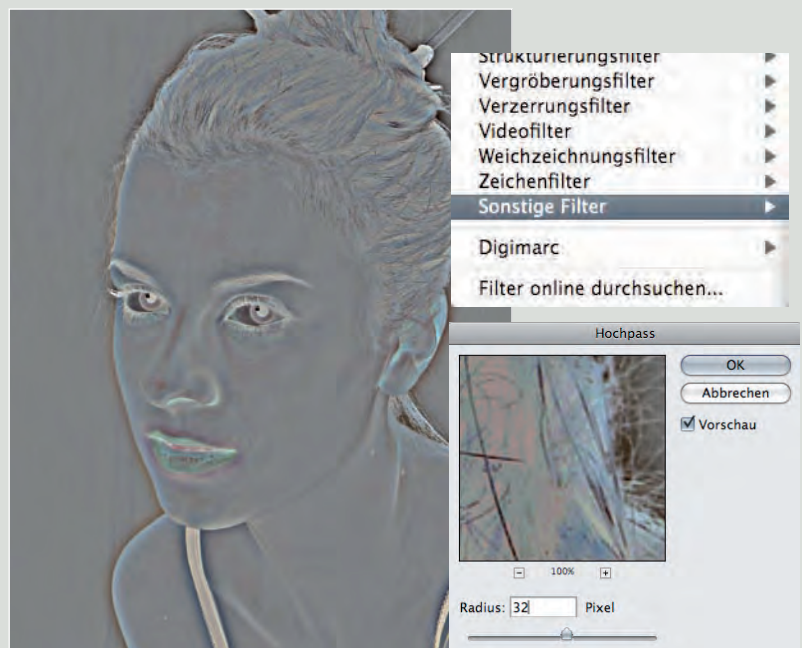 Strukturierungsfilter
Vergröberungsfilter
Verzerrungsfilter
Videofilter
Weichzeichnungsfilter
Zeichenfilter
Sonstige Filter
Digimarc
Filter online durchsuchen...
Hochpass
OK
Abbrechen
Vorschau
100%
Radius: 32 Pixel